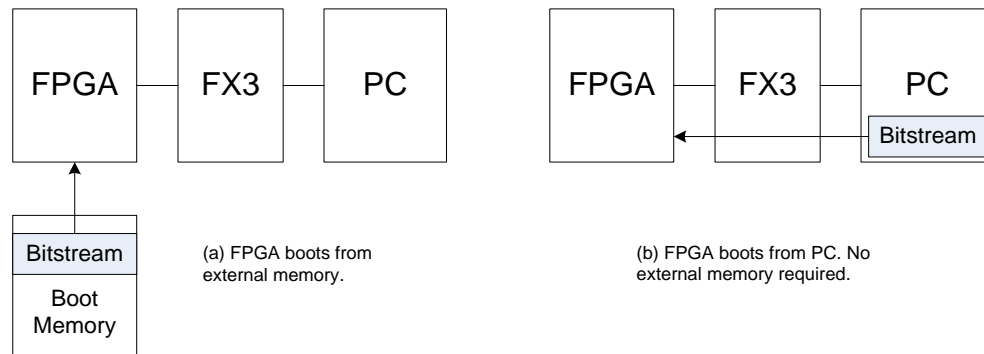 FPGA
FX3
PC
Bitstream
Boot
Memory
(a) FPGA boots from
external memory.
FPGA
FX3
PC
Bitstream
(b) FPGA boots from PC. No
external memory required.